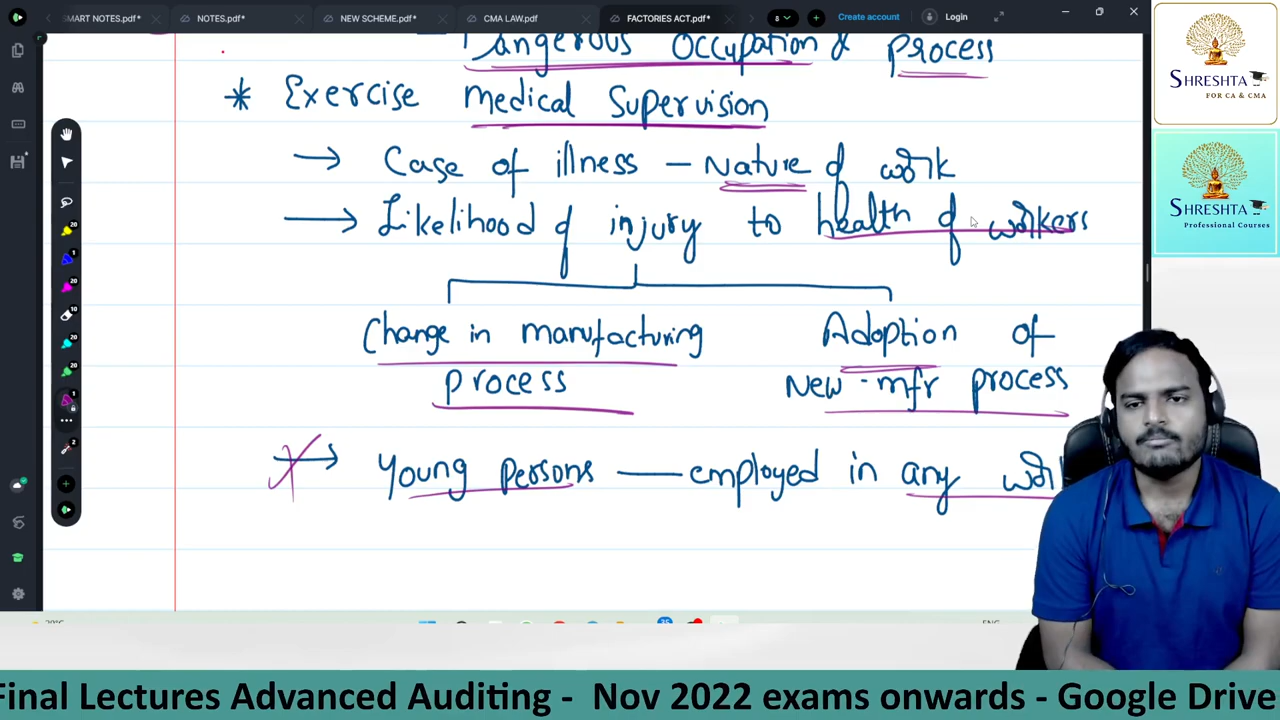 SMART NOTES.pdf*
NOTES.pdf*
NEW SCHEME.pdf*
CMA LAW.pdf
FACTORIES ACT.pdf*
8
Create account
Login
Dangerous Occupation & Process
* Exercise Medical Supervision
→ Case of illness – Nature of work
→ Likelihood of injury to health of workers
Change in manufacturing
process
Adoption of
New mfr process
→ Young persons — employed in any
SHRESHTA
FOR CA & CMA
SHRESHTA
Professional Courses
Final Lectures Advanced Auditing - Nov 2022 exams onwards - Google Drive